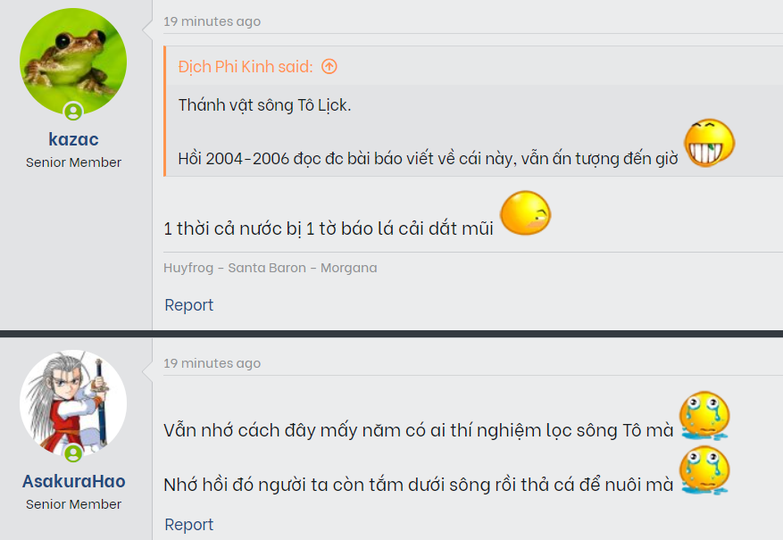 19 minutes ago
Địch Phi Kinh said:
Thánh vật sông Tô Lịck.
Hồi 2004-2006 đọc đc bài báo viết về cái này, vẫn ấn tượng đến giờ
kazac
Senior Member
1 thời cả nước bị 1 tờ báo lá cải dắt mũi
Huyfrog - Santa Baron - Morgana
Report
19 minutes ago
Vẫn nhớ cách đây mấy năm có ai thí nghiệm lọc sông Tô mà
Nhớ hồi đó người ta còn tắm dưới sông rồi thả cá để nuôi mà
AsakuraHao
Senior Member
Report